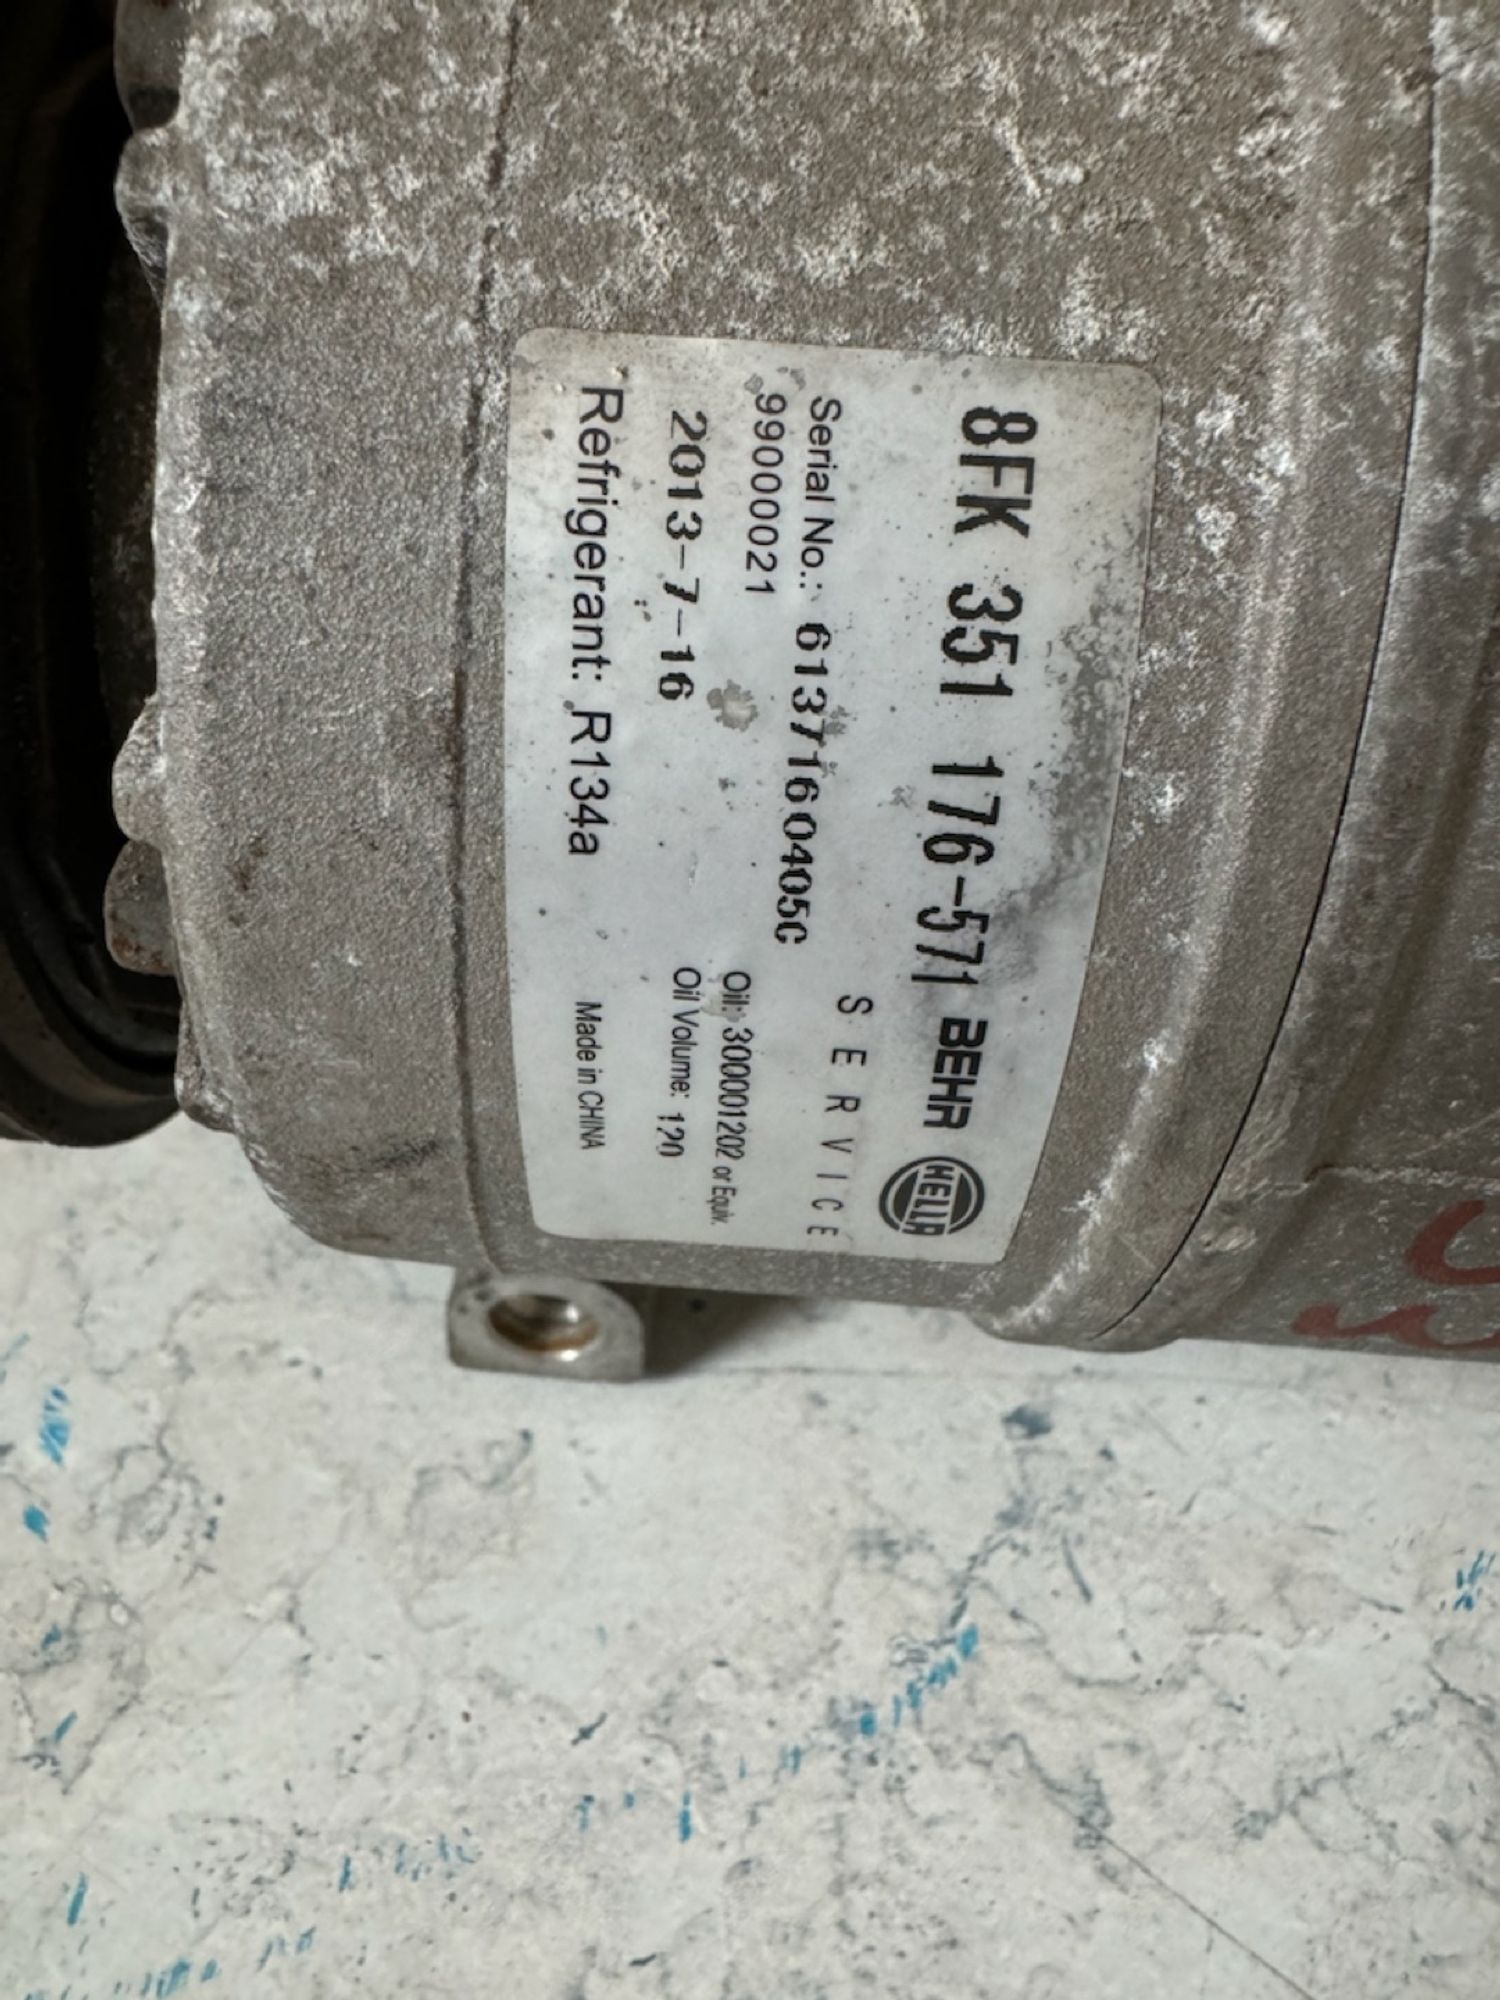 8FK 351 176-571 BEHR HELLA
SERVICE
Serial No.: 61371604050
99000021
Oil: 300001202 or Equiv.
2013-7-16
Oil Volume: 120
Refrigerant: R134a
Made in CHINA